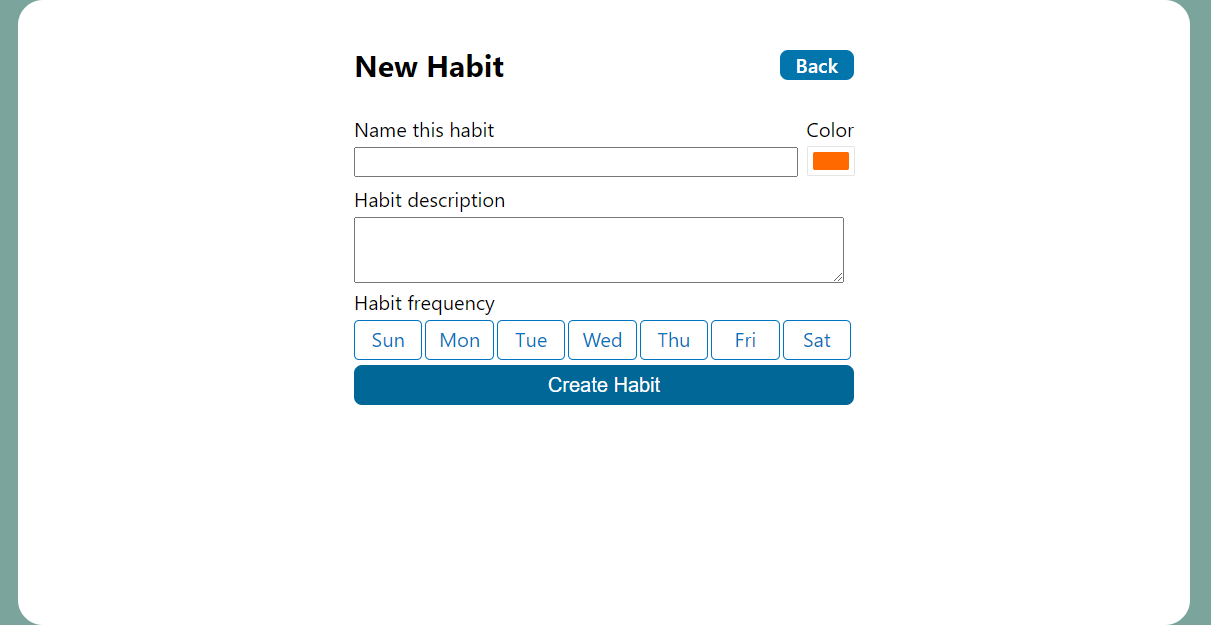 New Habit Back
Name this habit Color
Habit description
Habit frequency
Sun Mon Tue Wed Thu Fri Sat
Create Habit